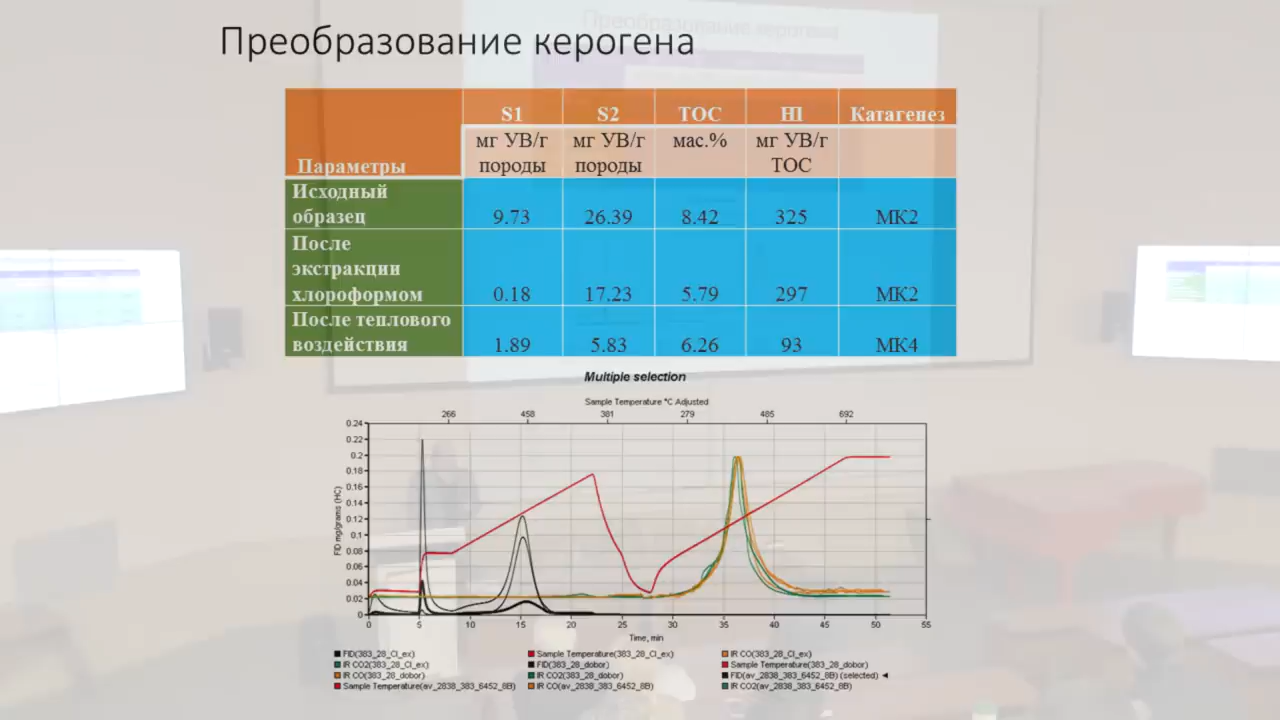 Преобразование керогена
S1 S2 TOC HI Катагенез
мг УВ/г мг УВ/г мас.% мг УВ/г
Параметры породы породы ТОС
Исходный
образец 9.73 26.39 8.42 325 МК2
После
экстракции
хлороформом 0.18 17.23 5.79 297 МК2
После теплового
воздействия 1.89 5.83 6.26 93 МК4
Multiple selection
Sample Temperature °C Adjusted
266 458 381 279 485 692
0.24
0.22
0.2
0.18
0.16
0.14
0.12
0.1
0.08
0.06
0.04
0.02
0
FID mg/grams (HC)
0 5 10 15 20 25 30 35 40 45 50 55
Time, min
FID(383_28_Cl_ex) Sample Temperature(383_28_Cl_ex) IR CO(383_28_Cl_ex)
IR CO2(383_28_Cl_ex) FID(383_28_dobor) Sample Temperature(383_28_dobor)
IR CO(383_28_dobor) IR CO2(383_28_dobor) FID(av_2838_383_6452_8B) (selected)
Sample Temperature(av_2838_383_6452_8B) IR CO(av_2838_383_6452_8B) IR CO2(av_2838_383_6452_8B)